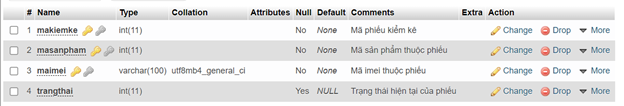 # Name Type Collation Attributes Null Default Comments Extra Action
1 makiemke int(11) No None Mã phiếu kiểm kê Change Drop More
2 masanpham int(11) No None Mã sản phẩm thuộc phiếu Change Drop More
3 maimei varchar(100) utf8mb4_general_ci No None Mã imei thuộc phiếu Change Drop More
4 trangthai int(11) Yes NULL Trạng thái hiện tại của phiếu Change Drop More